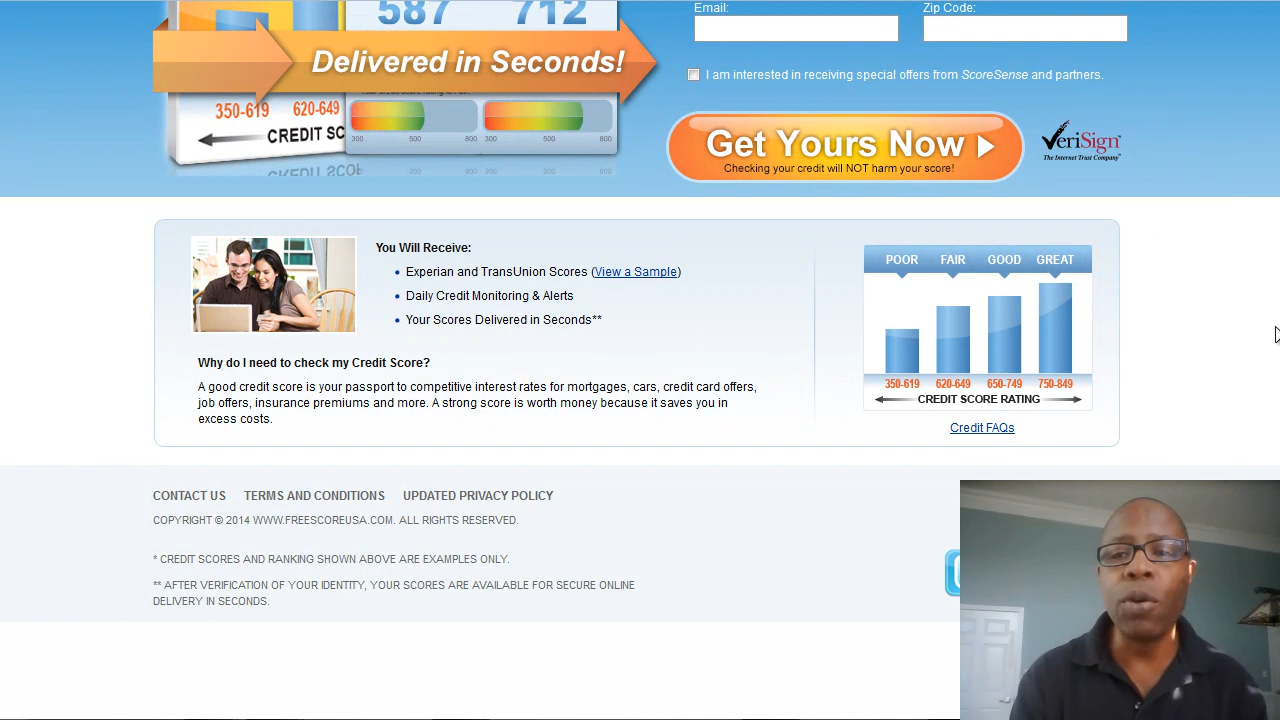 587 712
Email: Zip Code:
Delivered in Seconds!
I am interested in receiving special offers from ScoreSense and partners.
350-619 620-649
300 500 800 300 500 800
CREDIT SC
Get Yours Now
Checking your credit will NOT harm your score!
VeriSign
The Internet Trust Company
You Will Receive:
• Experian and TransUnion Scores (View a Sample)
• Daily Credit Monitoring & Alerts
• Your Scores Delivered in Seconds**
Why do I need to check my Credit Score?
A good credit score is your passport to competitive interest rates for mortgages, cars, credit card offers,
job offers, insurance premiums and more. A strong score is worth money because it saves you in
excess costs.
POOR FAIR GOOD GREAT
350-619 620-649 650-749 750-849
CREDIT SCORE RATING
Credit FAQs
CONTACT US TERMS AND CONDITIONS UPDATED PRIVACY POLICY
COPYRIGHT © 2014 WWW.FREESCOREUSA.COM. ALL RIGHTS RESERVED.
* CREDIT SCORES AND RANKING SHOWN ABOVE ARE EXAMPLES ONLY.
** AFTER VERIFICATION OF YOUR IDENTITY, YOUR SCORES ARE AVAILABLE FOR SECURE ONLINE
DELIVERY IN SECONDS.